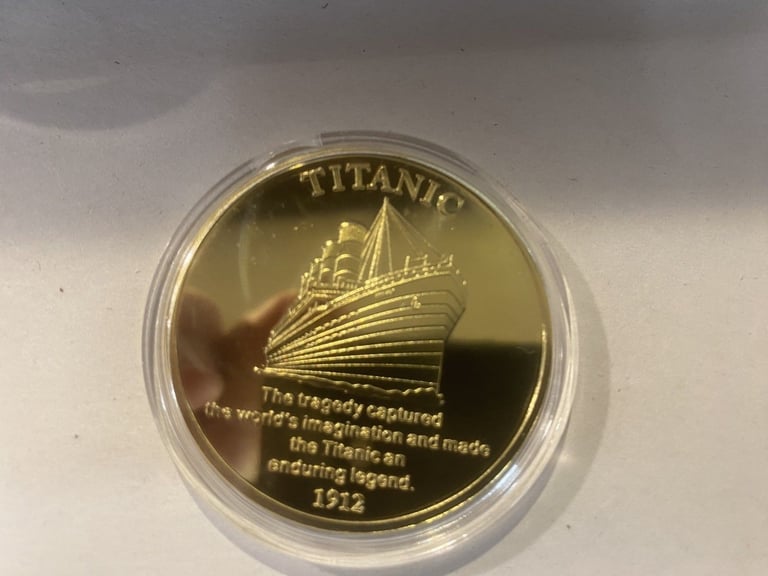 TITANIC
The tragedy captured
the world's imagination and made
the Titanic an
enduring legend.
1912